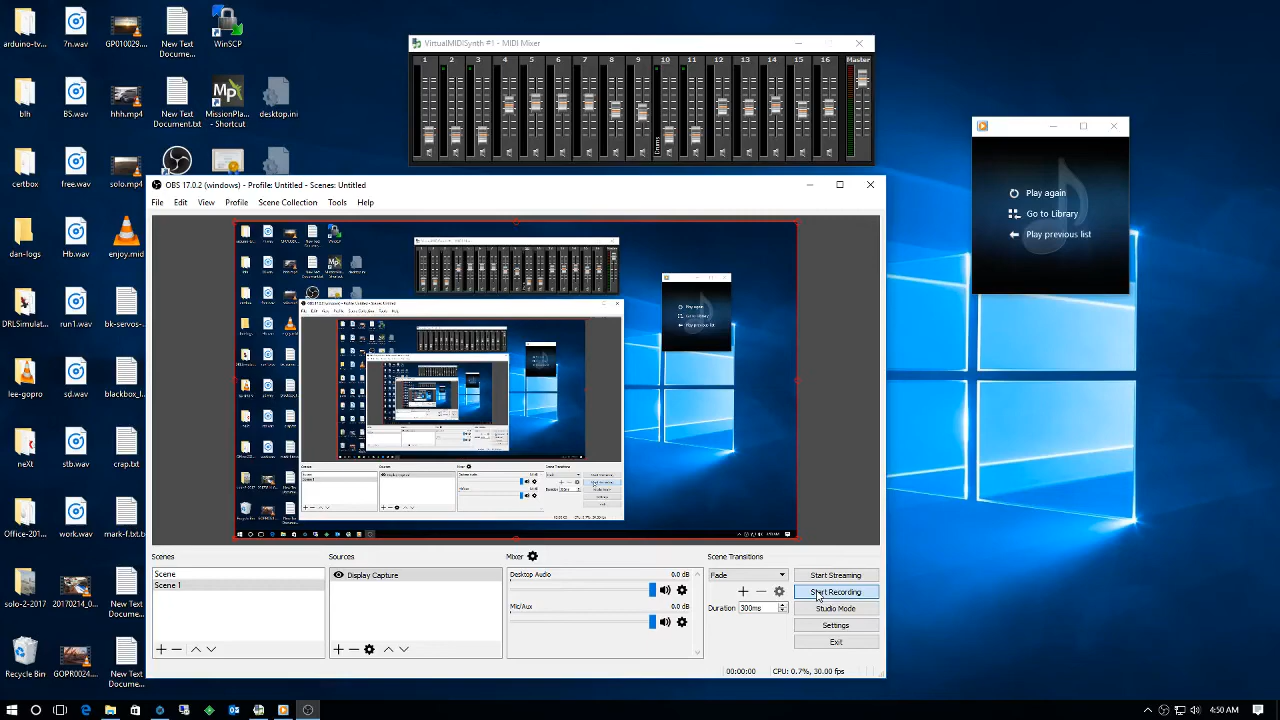 arduino-tv...
7n.wav
GP010029...
New Text
Docume...
WinSCP
blh
BS.wav
hhh.mp4
New Text
Document.txt
MissionPla...
- Shortcut
desktop.ini
certbox
free.wav
solo.mp4
dan-logs
Hb.wav
enjoy.mid
DRLSimula...
run1.wav
bk-servos-...
lee-gopro
sd.wav
blackbox_l...
neXt
stb.wav
crap.txt
Office-201...
mark-f.txt.txt
solo-2-2017
20170214_0...
New Text
Docume...
Recycle Bin
GOPR0024...
New Text
Docume...
VirtualMIDISynth #1 - MIDI Mixer
1 2 3 4 5 6 7 8 9 10 11 12 13 14 15 16 Master
Drums
Play again
Go to Library
Play previous list
OBS 17.0.2 (windows) - Profile: Untitled - Scenes: Untitled
File Edit View Profile Scene Collection Tools Help
Scenes
Scene
Scene 1
Sources
Display Capture
Mixer
Desktop Audio 0.0 dB
Mic/Aux 0.0 dB
Scene Transitions
Fade
Duration 300ms
Start Streaming
Start Recording
Studio Mode
Settings
Exit
00:00:00 CPU: 0.7%, 30.00 fps
4:50 AM